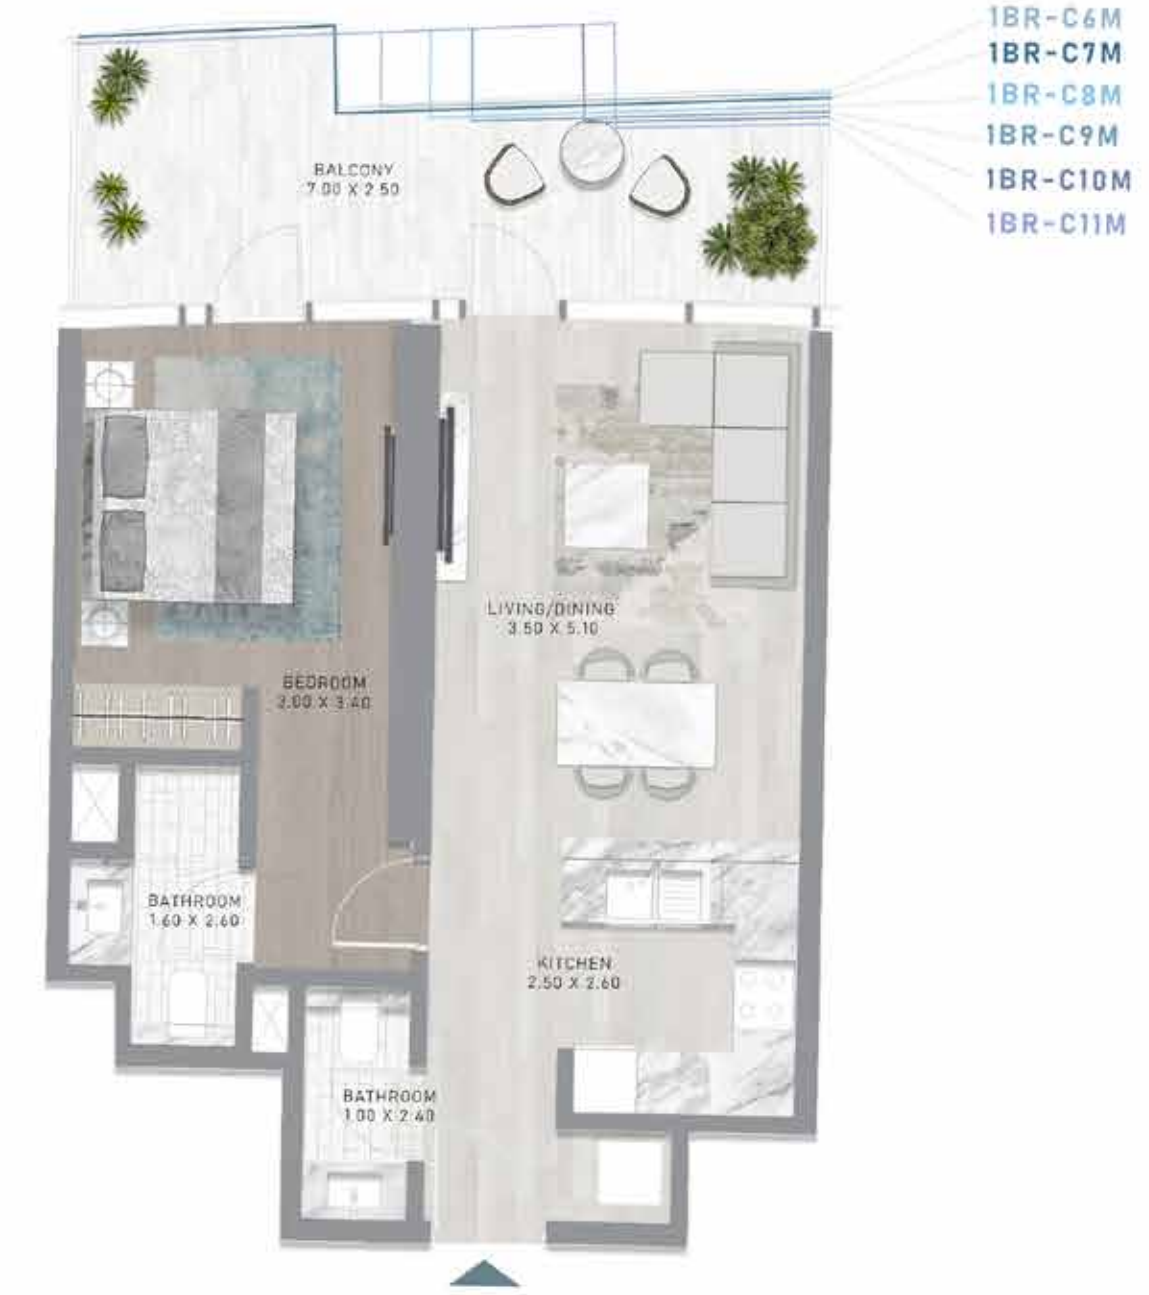 1BR-C6M
1BR-C7M
1BR-C8M
1BR-C9M
1BR-C10M
1BR-C11M
BALCONY
7.00 X 2.50
LIVING/DINING
3.50 X 5.10
BEDROOM
3.00 X 3.40
BATHROOM
1.60 X 2.60
KITCHEN
2.50 X 2.60
BATHROOM
1.00 X 2.40